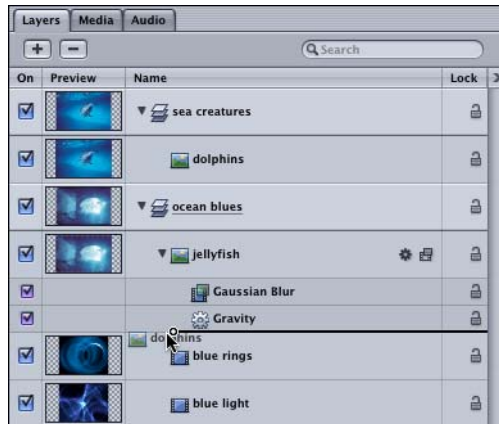 Layers Media Audio
+ − Search
On Preview Name Lock
sea creatures
dolphins
ocean blues
jellyfish
Gaussian Blur
Gravity
dolphins
blue rings
blue light